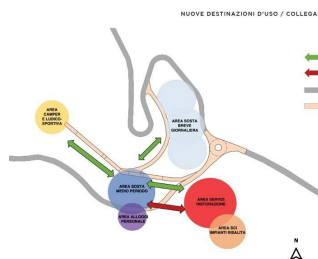 NUOVE DESTINAZIONI D'USO / COLLEGA
AREA
CAMPER
E LUDICO-
SPORTIVA
AREA SOSTA
BREVE
GIORNALIERA
AREA SOSTA
MEDIO PERIODO
AREA ALLOGGI
PERSONALE
AREA SERVIZI
RISTORAZIONE
AREA SCI
IMPIANTI RISALITA
N